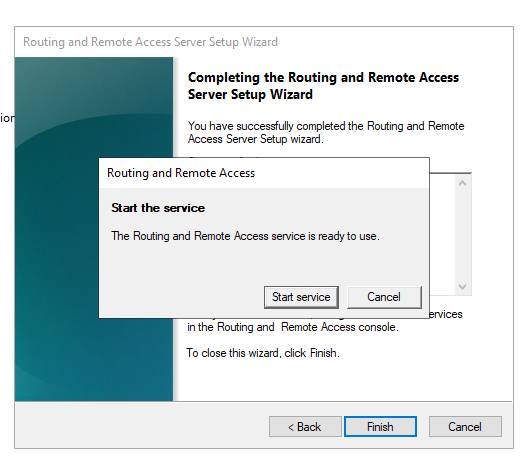 Routing and Remote Access Server Setup Wizard
Completing the Routing and Remote Access
Server Setup Wizard
You have successfully completed the Routing and Remote
Access Server Setup wizard.
Routing and Remote Access
Start the service
The Routing and Remote Access service is ready to use.
Start service
Cancel
ervices
in the Routing and Remote Access console.
To close this wizard, click Finish.
< Back
Finish
Cancel